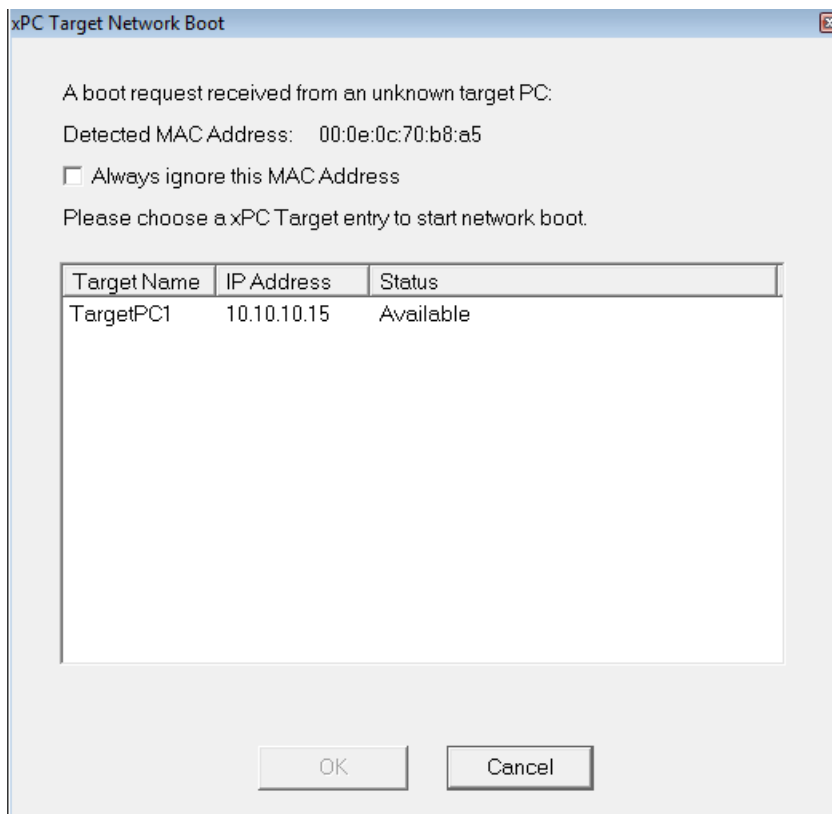 xPC Target Network Boot
A boot request received from an unknown target PC:
Detected MAC Address: 00:0e:0c:70:b8:a5
Always ignore this MAC Address
Please choose a xPC Target entry to start network boot.
Target Name IP Address Status
TargetPC1 10.10.10.15 Available
OK Cancel